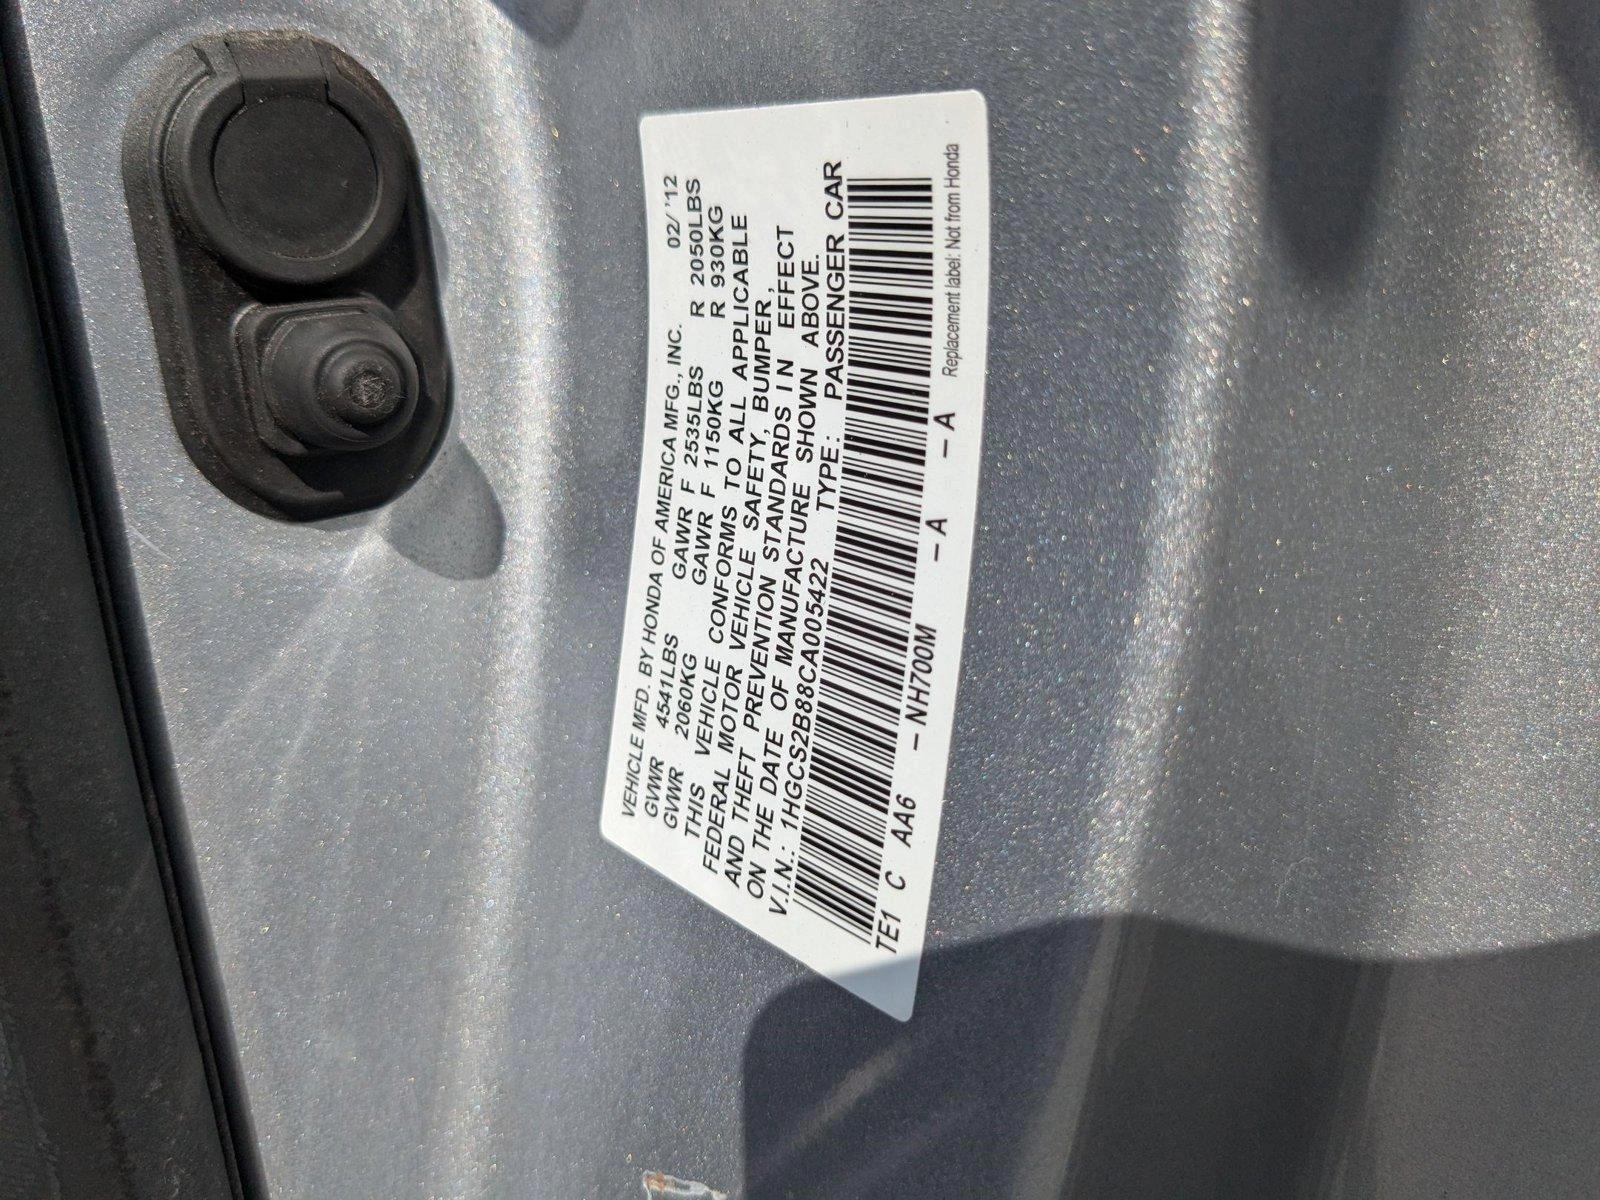 VEHICLE MFD. BY HONDA OF AMERICA MFG., INC. 02/ '12
GVWR 4541LBS GAWR F 2535LBS R 2050LBS
GVWR 2060KG GAWR F 1150KG R 930KG
THIS VEHICLE CONFORMS TO ALL APPLICABLE
FEDERAL MOTOR VEHICLE SAFETY, BUMPER,
AND THEFT PREVENTION STANDARDS IN EFFECT
ON THE DATE OF MANUFACTURE SHOWN ABOVE.
V.I.N.: 1HGCS2B88CA005422 TYPE: PASSENGER CAR
TE1 C AA6 – NH700M – A – A
Replacement label: Not from Honda